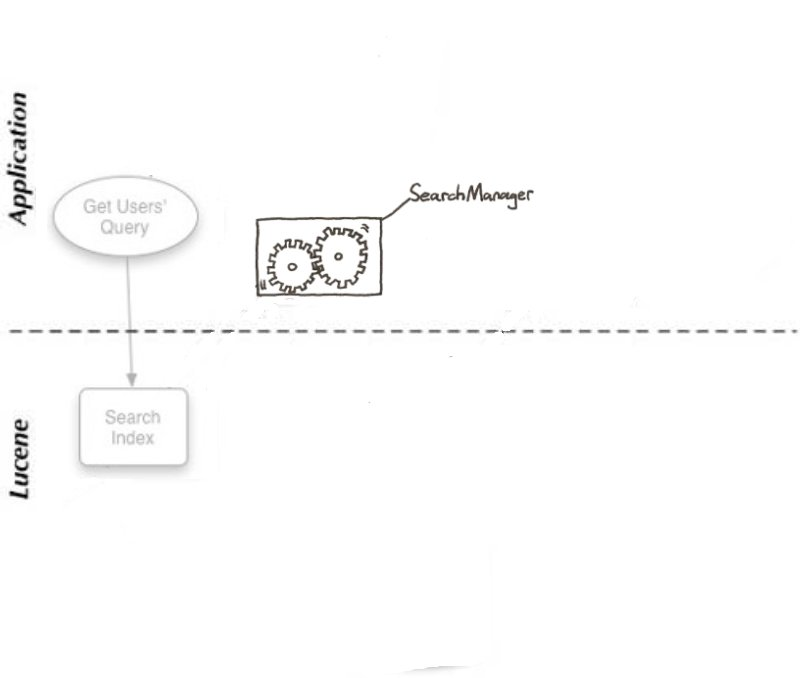 Application
Get Users'
Query
SearchManager
Lucene
Search
Index